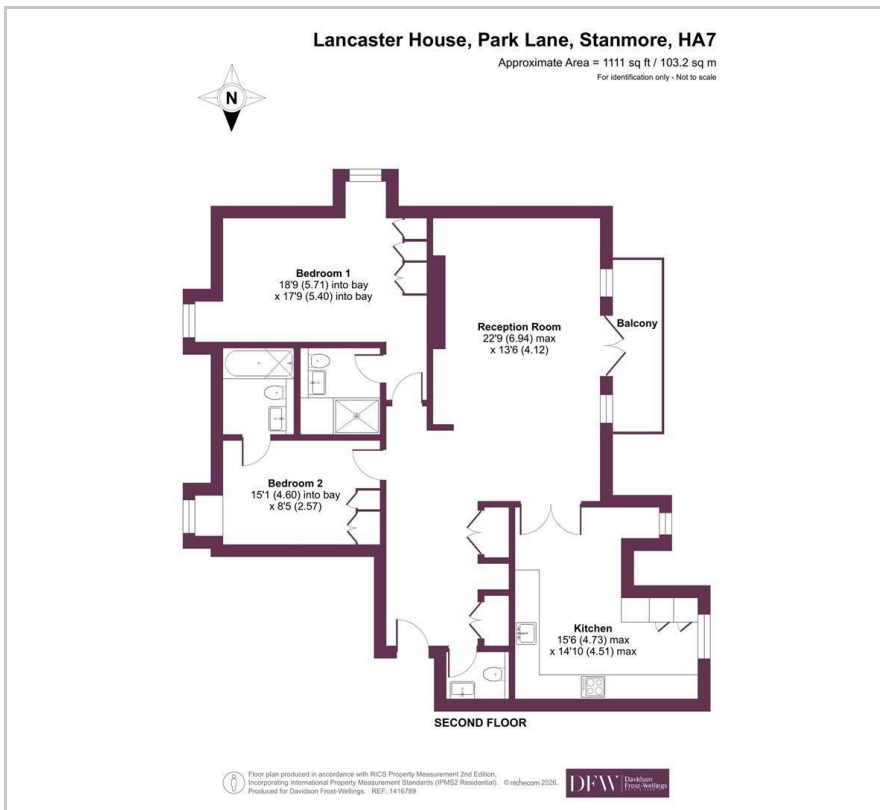 Lancaster House, Park Lane, Stanmore, HA7
Approximate Area = 1111 sq ft / 103.2 sq m
For identification only - Not to scale
N
Bedroom 1
18'9 (5.71) into bay
x 17'9 (5.40) into bay
Reception Room
22'9 (6.94) max
x 13'6 (4.12)
Balcony
Bedroom 2
15'1 (4.60) into bay
x 8'5 (2.57)
Kitchen
15'6 (4.73) max
x 14'10 (4.51) max
SECOND FLOOR
Floor plan produced in accordance with RICS Property Measurement 2nd Edition,
Incorporating International Property Measurement Standards (IPMS2 Residential). ©nichecom 2026.
Produced for Davidson Frost-Wellings. REF: 1416789
DFW
Davidson
Frost-Wellings